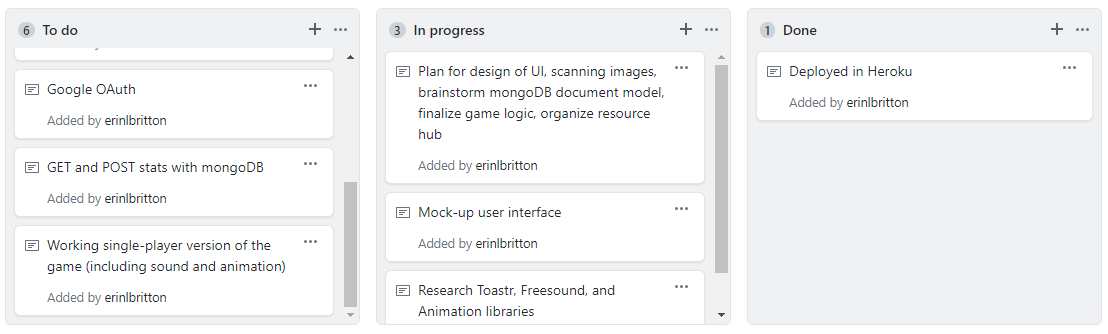 6 To do
Google OAuth
Added by erinlbritton
GET and POST stats with mongoDB
Added by erinlbritton
Working single-player version of the
game (including sound and animation)
Added by erinlbritton
3 In progress
Plan for design of UI, scanning images,
brainstorm mongoDB document model,
finalize game logic, organize resource
hub
Added by erinlbritton
Mock-up user interface
Added by erinlbritton
Research Toastr, Freesound, and
Animation libraries
1 Done
Deployed in Heroku
Added by erinlbritton